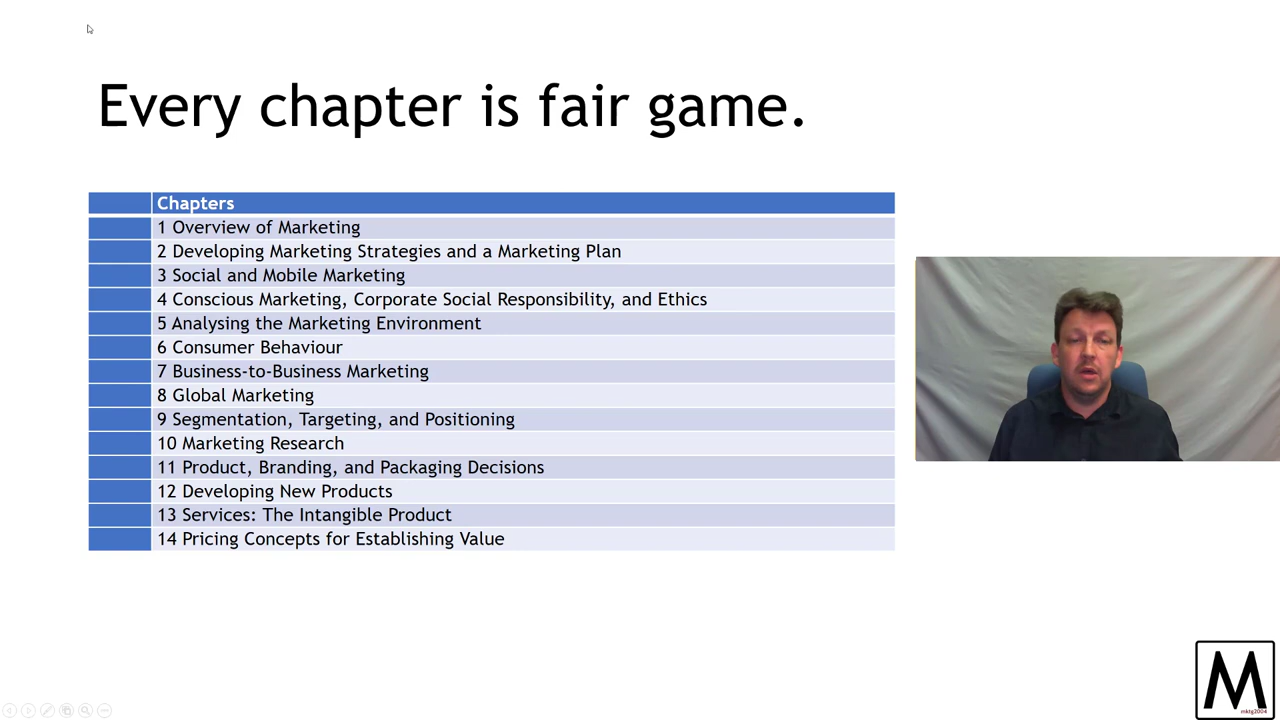 Every chapter is fair game.
Chapters
1 Overview of Marketing
2 Developing Marketing Strategies and a Marketing Plan
3 Social and Mobile Marketing
4 Conscious Marketing, Corporate Social Responsibility, and Ethics
5 Analysing the Marketing Environment
6 Consumer Behaviour
7 Business-to-Business Marketing
8 Global Marketing
9 Segmentation, Targeting, and Positioning
10 Marketing Research
11 Product, Branding, and Packaging Decisions
12 Developing New Products
13 Services: The Intangible Product
14 Pricing Concepts for Establishing Value
M
mktg2004